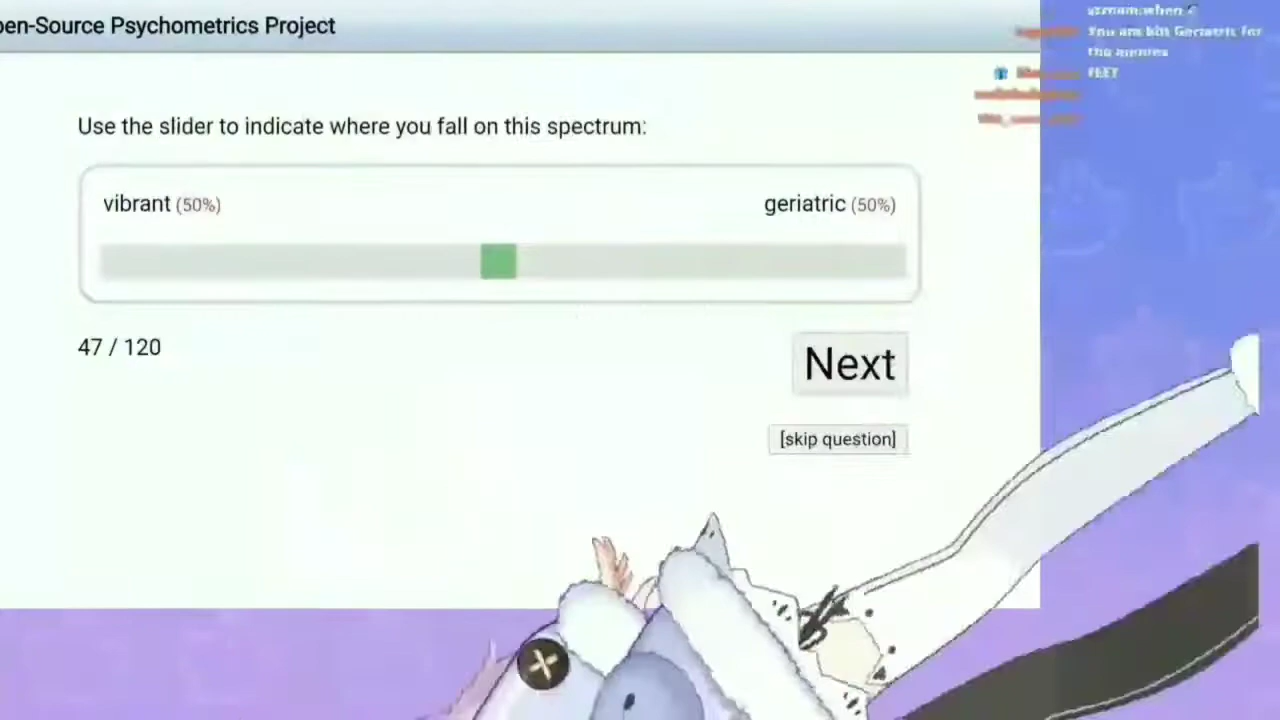 pen-Source Psychometrics Project
Use the slider to indicate where you fall on this spectrum:
vibrant (50%)
geriatric (50%)
47 / 120
Next
[skip question]
You are bit Geriatric for
the memes
FEET